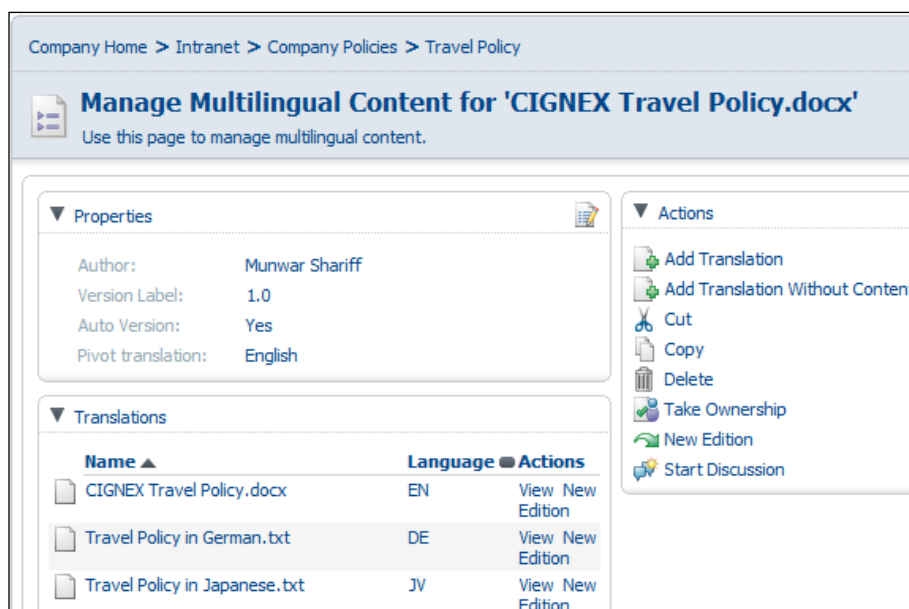 Company Home > Intranet > Company Policies > Travel Policy
Manage Multilingual Content for 'CIGNEX Travel Policy.docx'
Use this page to manage multilingual content.
Properties
Author: Munwar Shariff
Version Label: 1.0
Auto Version: Yes
Pivot translation: English
Translations
Name Language Actions
CIGNEX Travel Policy.docx EN View New
Edition
Travel Policy in German.txt DE View New
Edition
Travel Policy in Japanese.txt JV View New
Edition
Actions
Add Translation
Add Translation Without Conten
Cut
Copy
Delete
Take Ownership
New Edition
Start Discussion